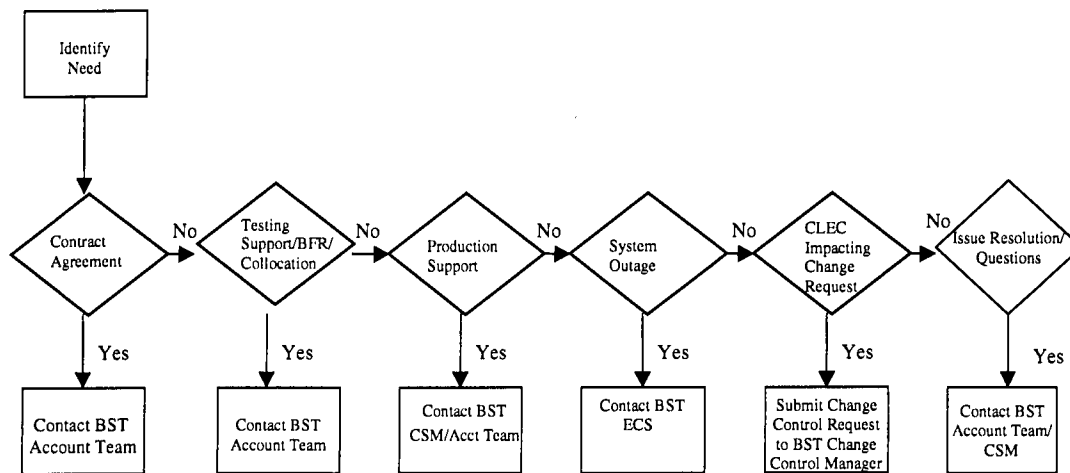 Identify
Need
Contract
Agreement
No
Testing
Support/BFR/
Collocation
No
Production
Support
No
System
Outage
No
CLEC
Impacting
Change
Request
No
Issue Resolution/
Questions
Yes
Yes
Yes
Yes
Yes
Yes
Contact BST
Account Team
Contact BST
Account Team
Contact BST
CSM/Acct Team
Contact BST
ECS
Submit Change
Control Request
to BST Change
Control Manager
Contact BST
Account Team/
CSM